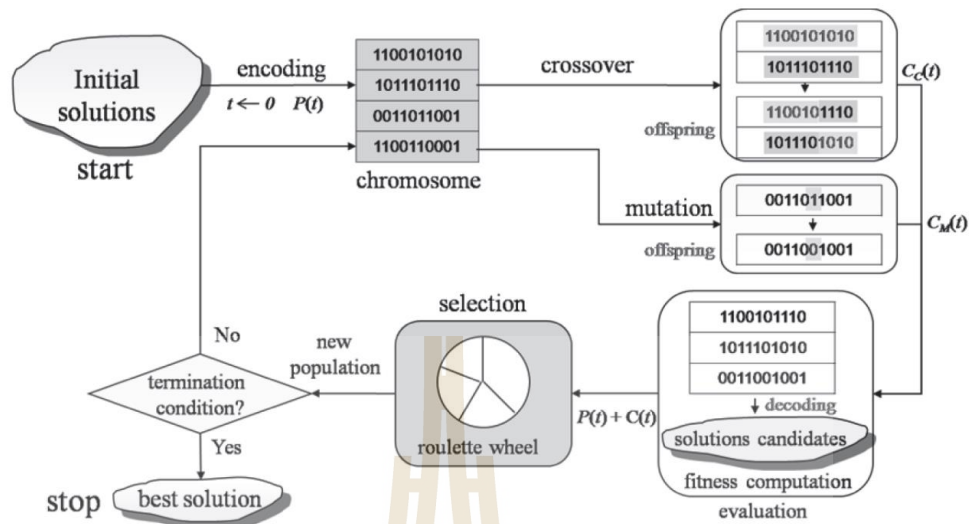 Initial
solutions
start
encoding
t ← 0 P(t)
1100101010
1011101110
0011011001
1100110001
chromosome
crossover
1100101010
1011101110
offspring
1100101110
1011101010
C_C(t)
mutation
0011011001
offspring
0011001001
C_M(t)
1100101110
1011101010
0011001001
decoding
solutions candidates
fitness computation
evaluation
P(t) + C(t)
selection
roulette wheel
new
population
termination
condition?
No
Yes
stop
best solution